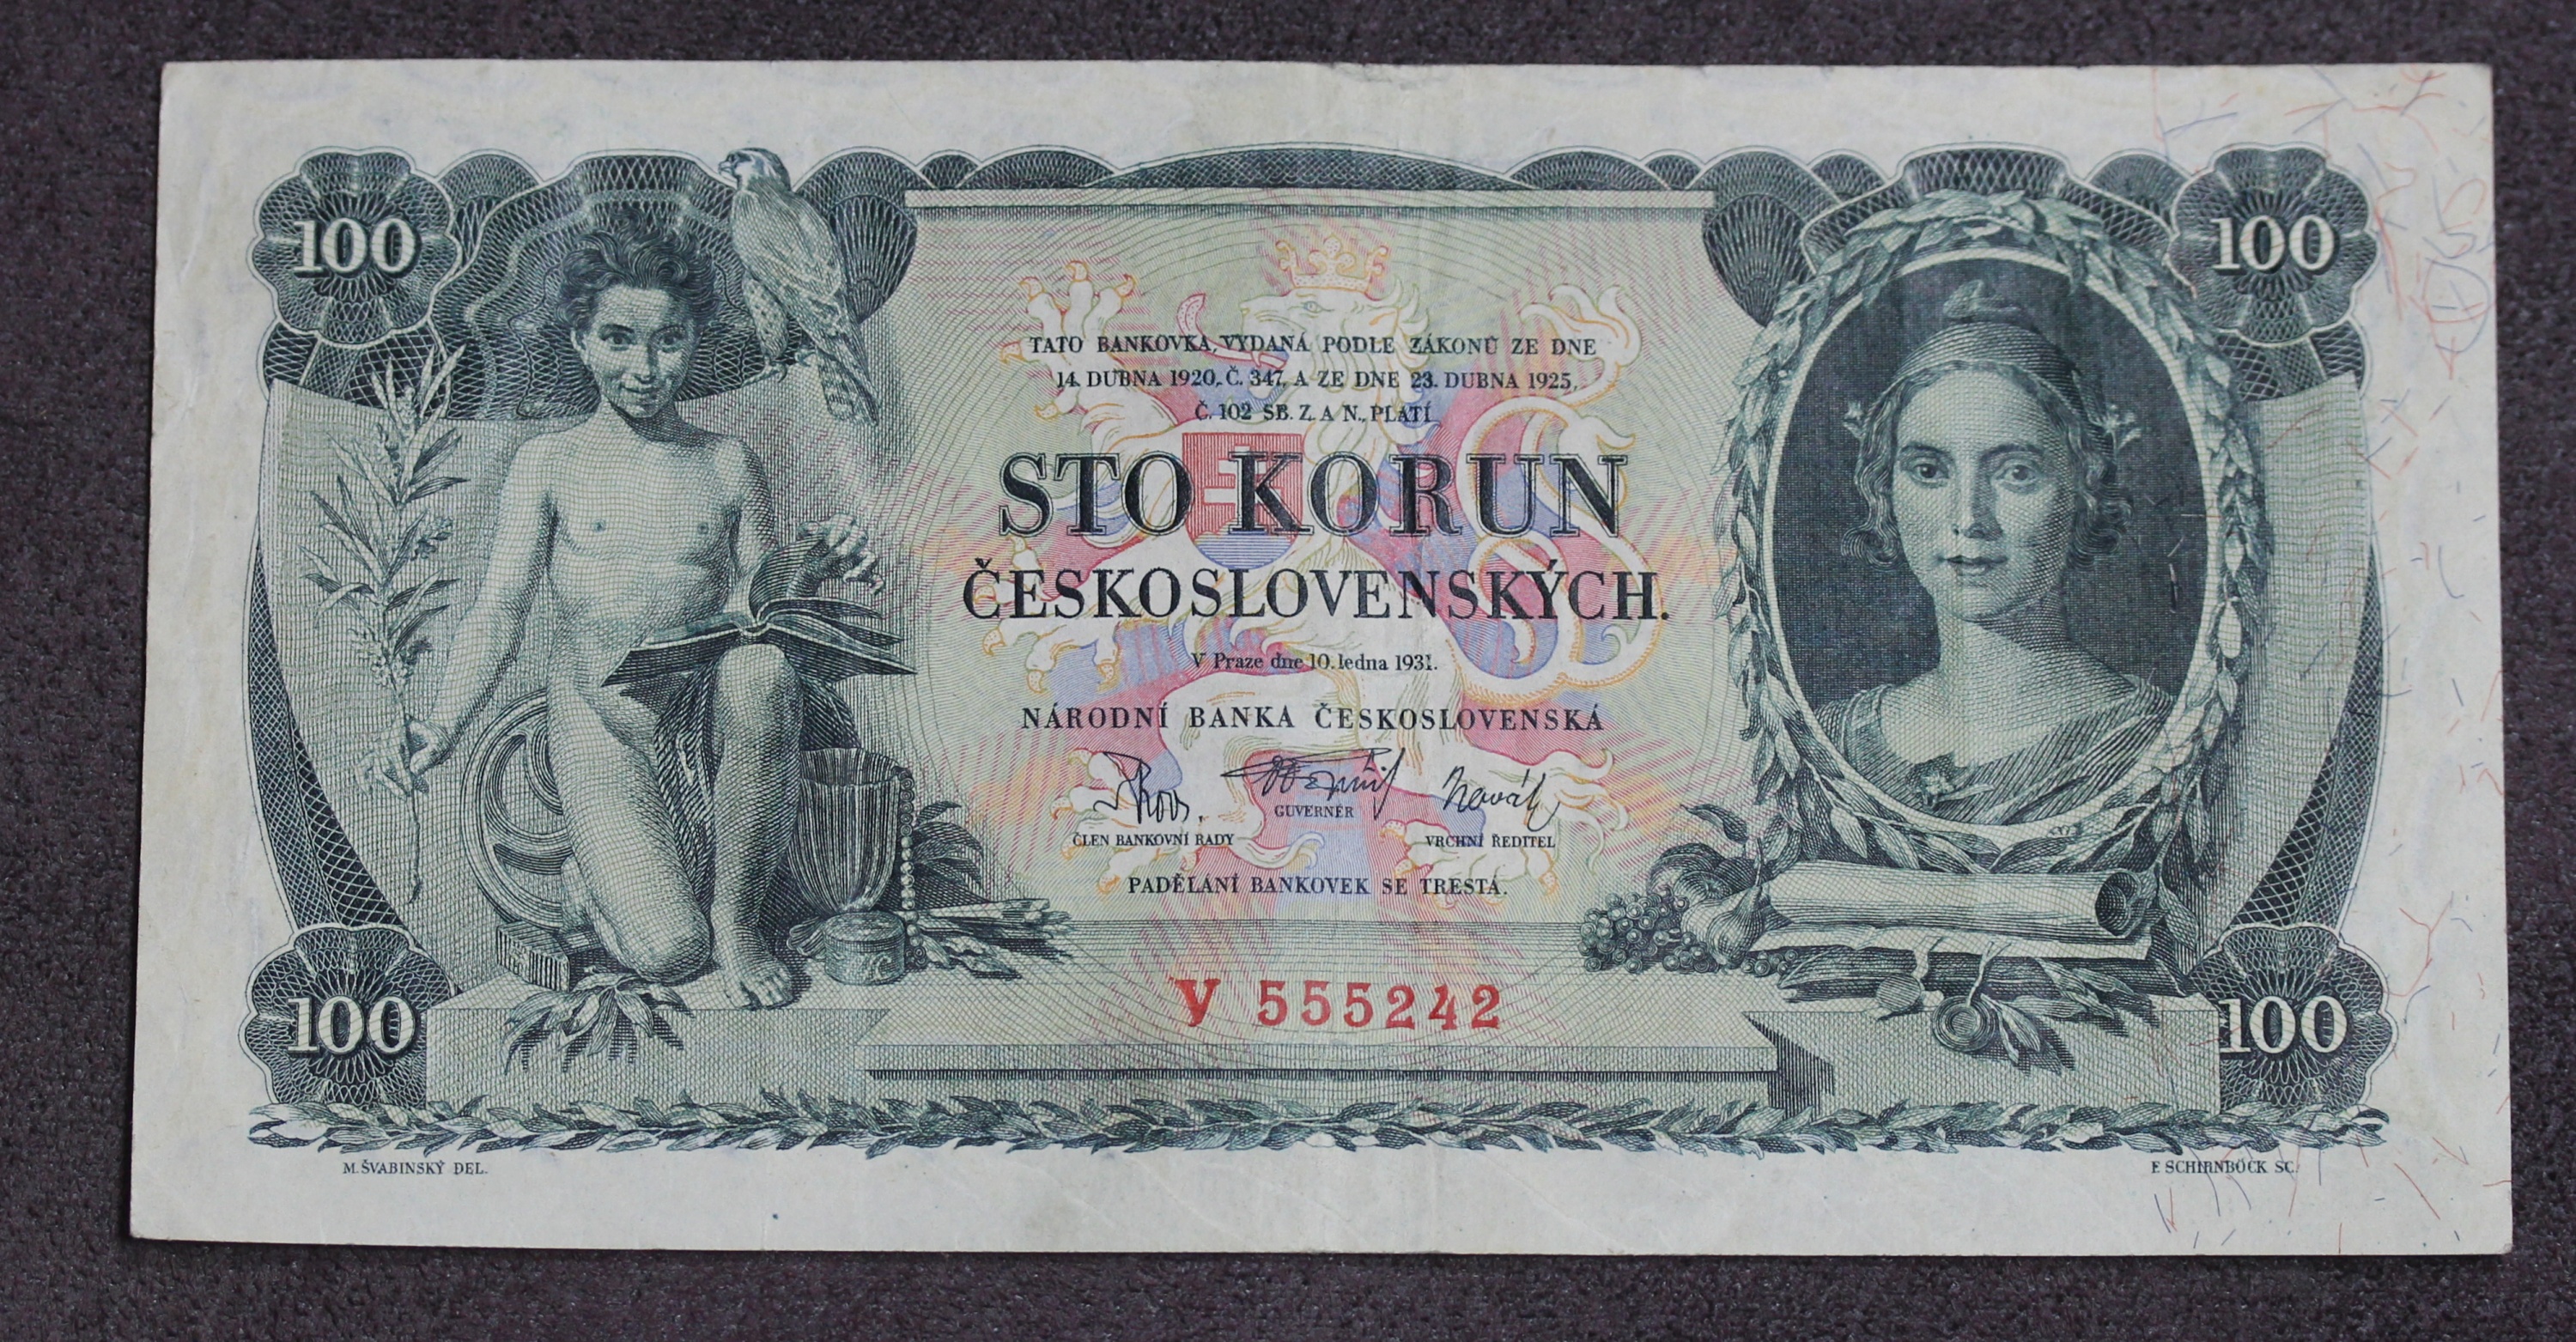 100
100
TATO BANKOVKA, VYDANÁ PODLE ZÁKONŮ ZE DNE
14. DUBNA 1920, Č. 347, A ZE DNE 23. DUBNA 1925,
Č. 102 SB. Z. A N., PLATÍ
STO KORUN
ČESKOSLOVENSKÝCH.
V Praze dne 10. ledna 1931.
NÁRODNÍ BANKA ČESKOSLOVENSKÁ
GUVERNÉR
ČLEN BANKOVNÍ RADY
VRCHNÍ ŘEDITEL
PADĚLÁNÍ BANKOVEK SE TRESTÁ.
V 555242
100
100
M. ŠVABINSKÝ DEL.
F. SCHIRNBÖCK SC.